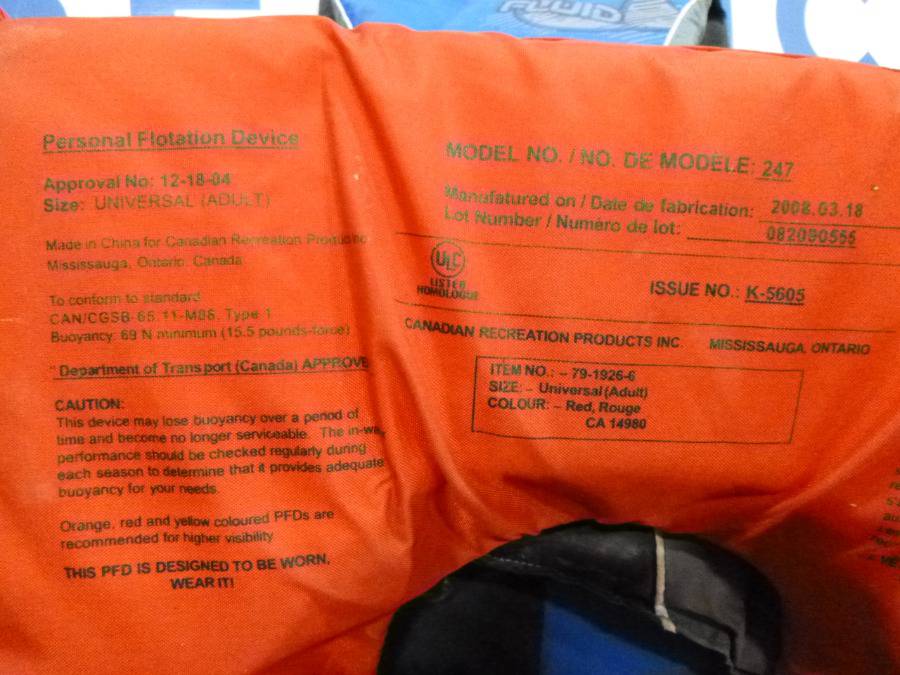 FLUID
Personal Flotation Device
Approval No: 12-18-04
Size: UNIVERSAL (ADULT)
Made in China for Canadian Recreation
Mississauga, Ontario, Canada
To conform to standard
CAN/CGSB-65.11-M88, Type 1
Buoyancy: 69 N minimum (15.5 pounds-force)
" Department of Transport (Canada) APPROVE
CAUTION:
This device may lose buoyancy over a period of
time and become no longer serviceable. The in-wa
performance should be checked regularly during
each season to determine that it provides adequate
buoyancy for your needs.
Orange, red and yellow coloured PFDs are
recommended for higher visibility
THIS PFD IS DESIGNED TO BE WORN,
WEAR IT!
MODEL NO. / NO. DE MODÈLE: 247
Manufatured on / Date de fabrication: 2008.03.18
Lot Number / Numéro de lot: 082090555
ULC
LISTED
HOMOLOGUÉ
ISSUE NO.: K-5605
CANADIAN RECREATION PRODUCTS INC. MISSISSAUGA, ONTARIO
ITEM NO.: – 79-1926-6
SIZE: – Universal (Adult)
COLOUR: – Red, Rouge
CA 14980